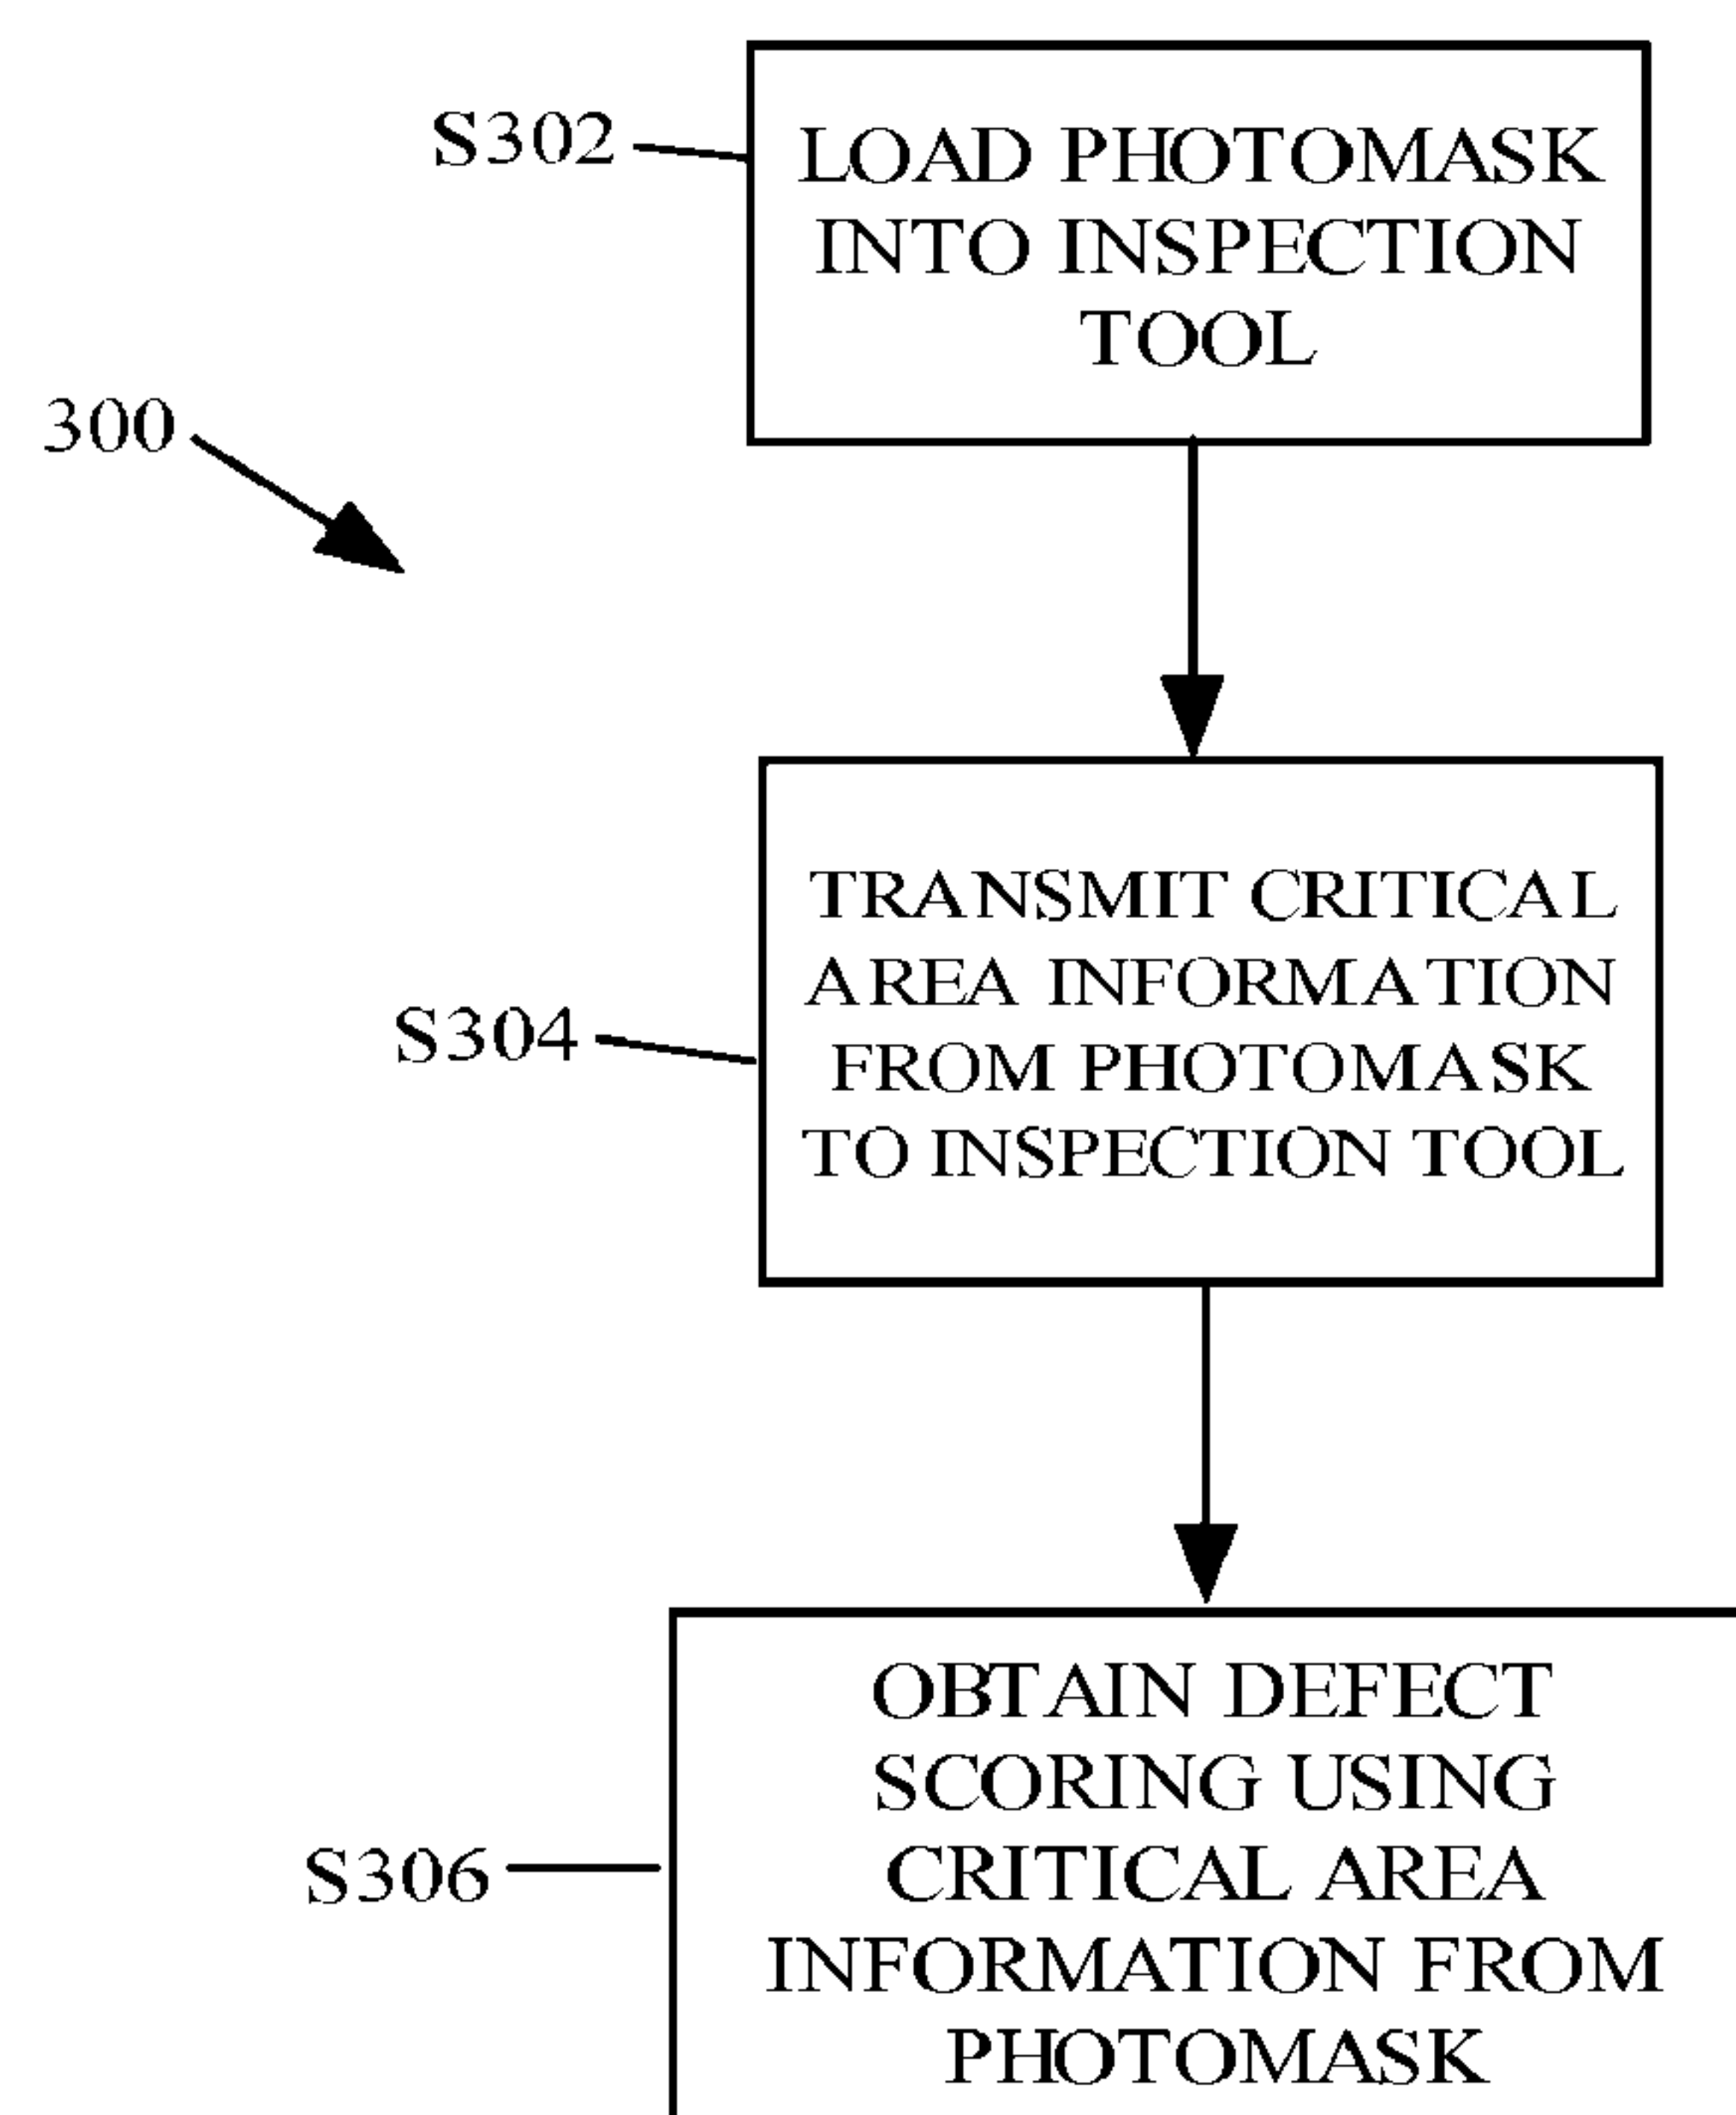 S302
LOAD PHOTOMASK
INTO INSPECTION
TOOL
300
TRANSMIT CRITICAL
AREA INFORMATION
FROM PHOTOMASK
TO INSPECTION TOOL
S304
OBTAIN DEFECT
SCORING USING
CRITICAL AREA
INFORMATION FROM
PHOTOMASK
S306